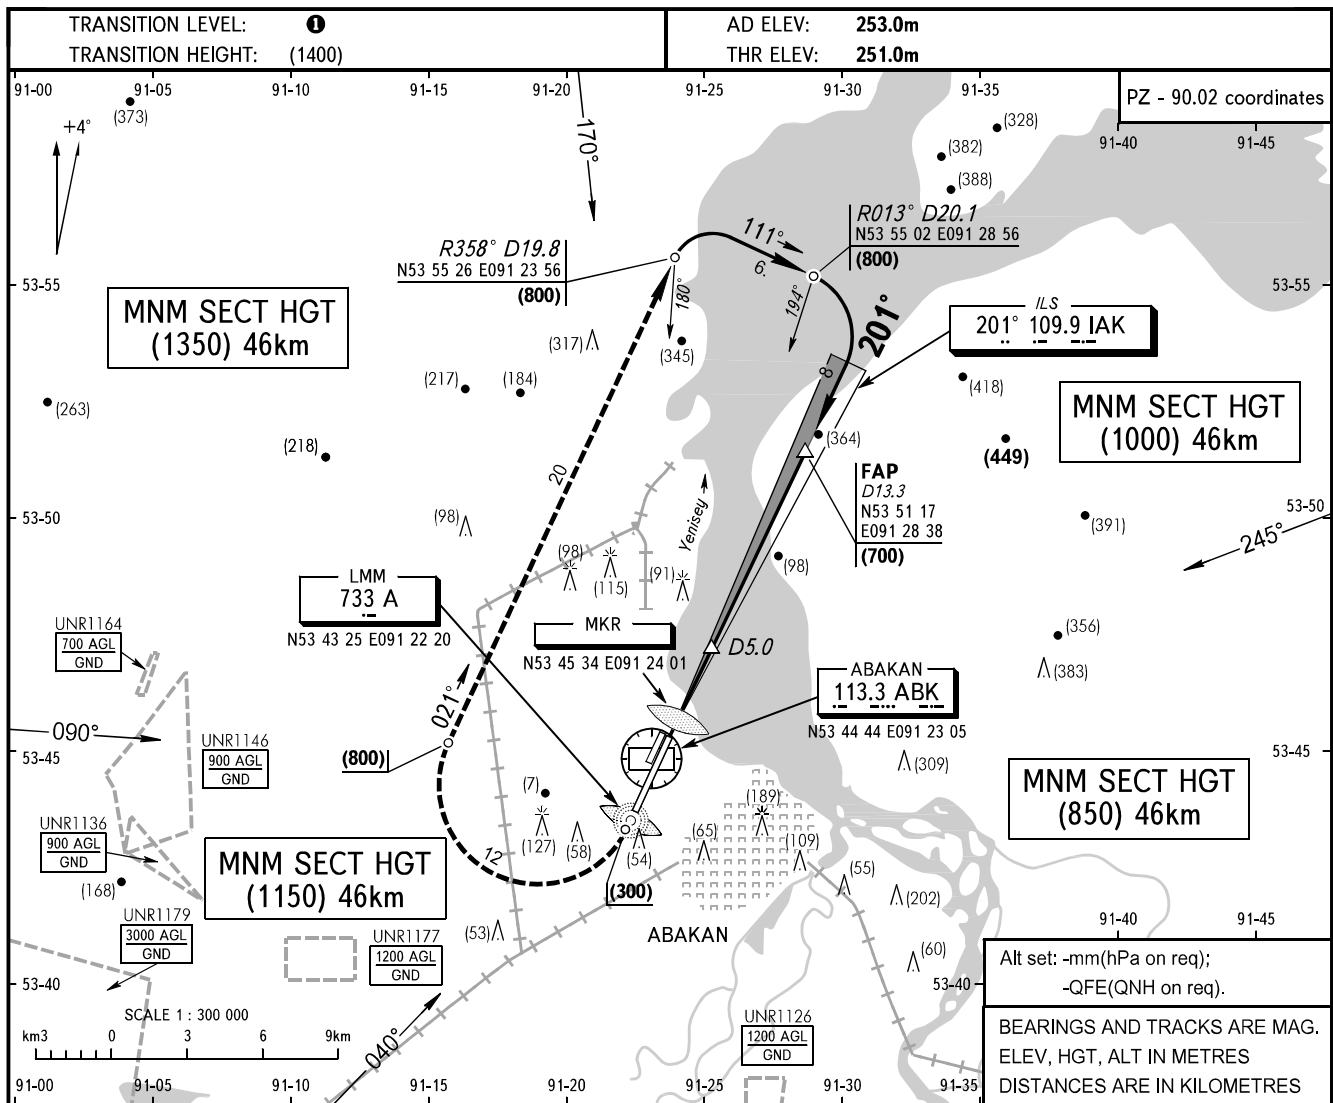 TRANSITION LEVEL: ❶
TRANSITION HEIGHT: (1400)
AD ELEV: 253.0m
THR ELEV: 251.0m
91-00 91-05 91-10 91-15 91-20 91-25 91-30 91-35
PZ - 90.02 coordinates
91-40 91-45
+4°
(373)
170°
(328)
(382)
(388)
R358° D19.8
N53 55 26 E091 23 56
(800)
111°
6.
R013° D20.1
N53 55 02 E091 28 56
(800)
180°
194°
201°
53-55
53-55
MNM SECT HGT
(1350) 46km
ILS
201° 109.9 IAK
(317)
(345)
(217)
(184)
8
(418)
(263)
MNM SECT HGT
(1000) 46km
(218)
(364)
(449)
20
FAP
D13.3
N53 51 17
E091 28 38
(700)
53-50
53-50
(98)
Yenisey
(391)
245°
(98)
(115)
(91)
(98)
LMM
733 A
N53 43 25 E091 22 20
UNR1164
700 AGL
GND
MKR
N53 45 34 E091 24 01
D5.0
(356)
(383)
ABAKAN
113.3 ABK
N53 44 44 E091 23 05
021°
090°
UNR1146
900 AGL
GND
53-45
(800)
53-45
(309)
MNM SECT HGT
(850) 46km
(7)
(189)
UNR1136
900 AGL
GND
(127)
(58)
(54)
(65)
(109)
12
MNM SECT HGT
(1150) 46km
(168)
(300)
(55)
(202)
UNR1179
3000 AGL
GND
(53)
ABAKAN
91-40 91-45
UNR1177
1200 AGL
GND
(60)
53-40
53-40
Alt set: -mm(hPa on req);
-QFE(QNH on req).
SCALE 1 : 300 000
km3 0 3 6 9km
040°
UNR1126
1200 AGL
GND
BEARINGS AND TRACKS ARE MAG.
ELEV, HGT, ALT IN METRES
DISTANCES ARE IN KILOMETRES
91-00 91-05 91-10 91-15 91-20 91-25 91-30 91-35